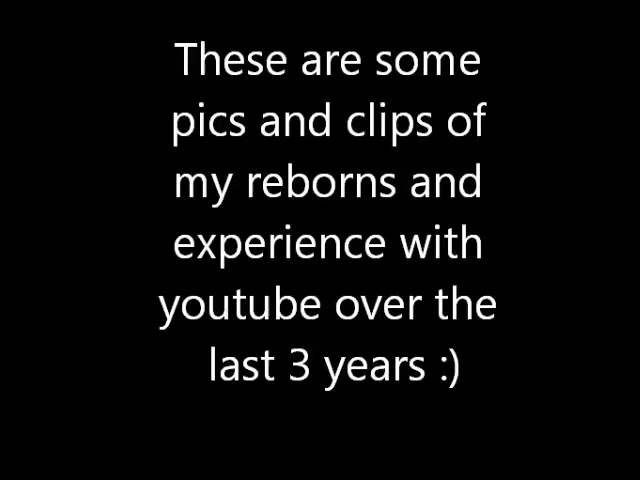 These are some
pics and clips of
my reborns and
experience with
youtube over the
last 3 years :)